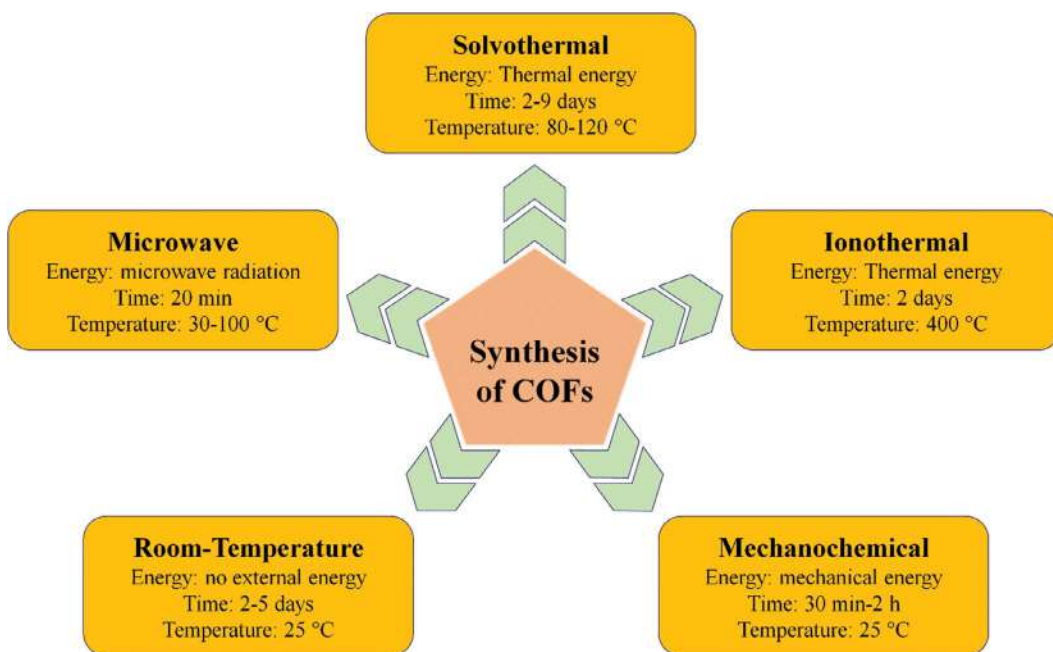 Solvothermal
Energy: Thermal energy
Time: 2-9 days
Temperature: 80-120 °C
Microwave
Energy: microwave radiation
Time: 20 min
Temperature: 30-100 °C
Ionothermal
Energy: Thermal energy
Time: 2 days
Temperature: 400 °C
Synthesis
of COFs
Room-Temperature
Energy: no external energy
Time: 2-5 days
Temperature: 25 °C
Mechanochemical
Energy: mechanical energy
Time: 30 min-2 h
Temperature: 25 °C